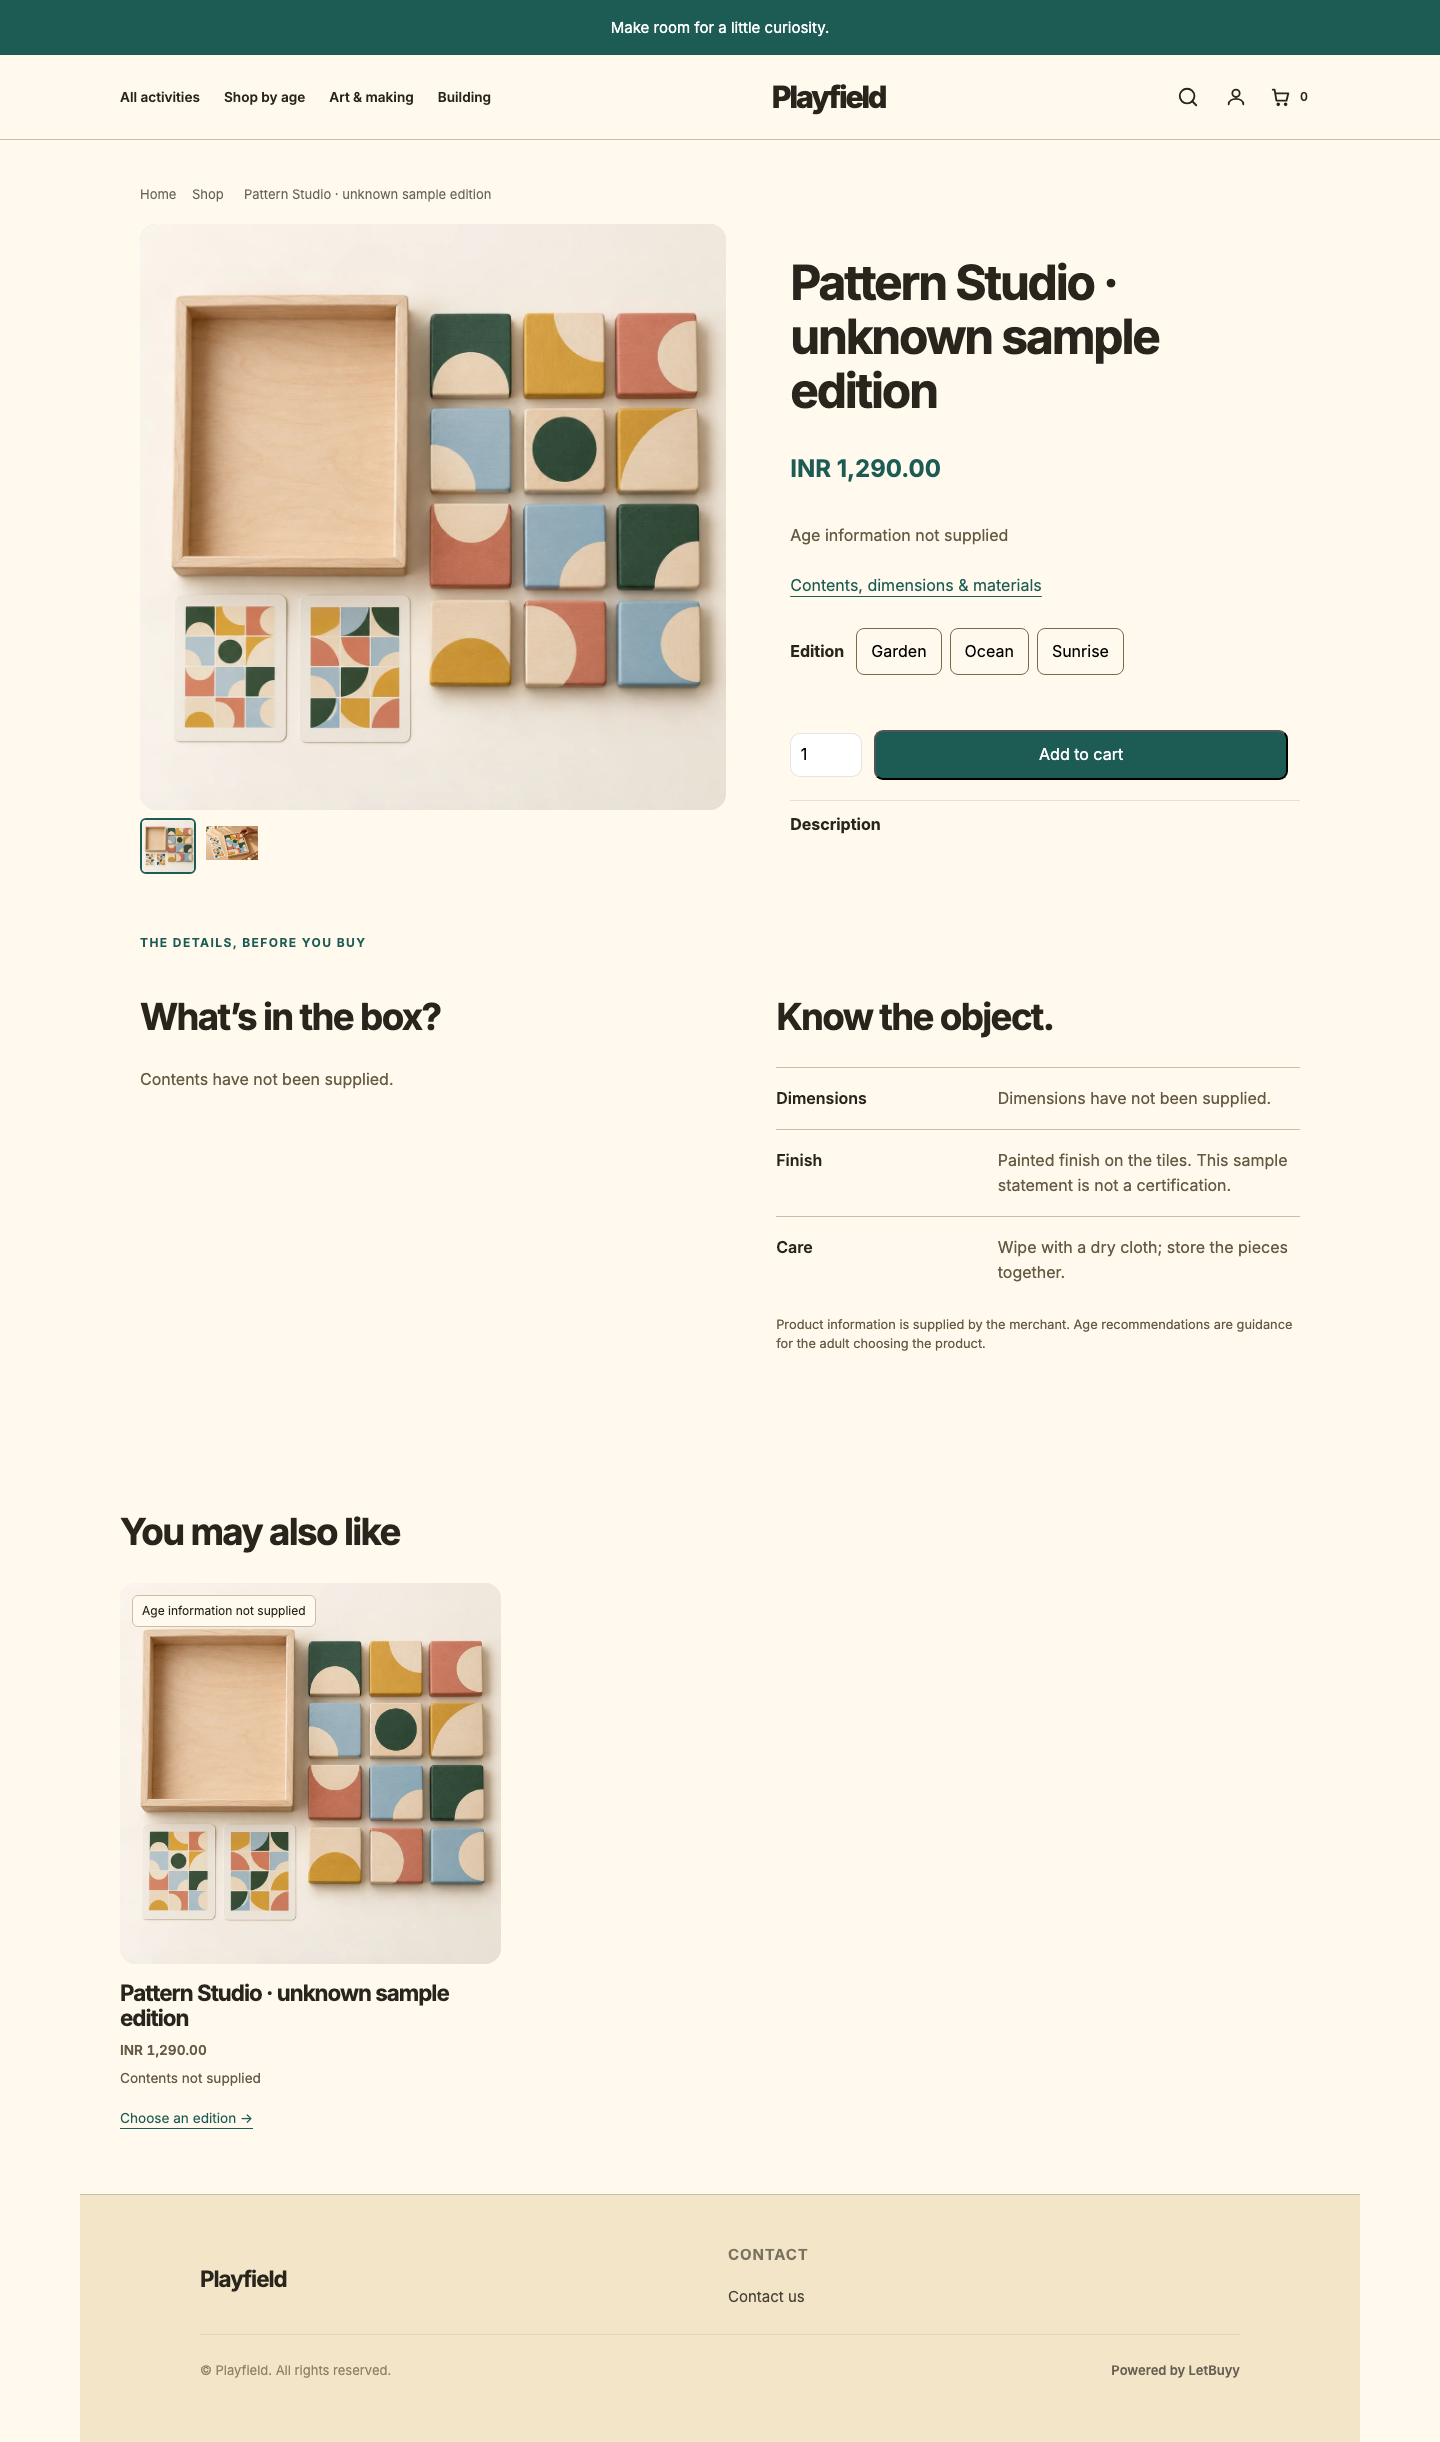 Make room for a little curiosity.
All activities
Shop by age
Art & making
Building
Playfield
0
Home
Shop
Pattern Studio · unknown sample edition
Pattern Studio ·
unknown sample
edition
INR 1,290.00
Age information not supplied
Contents, dimensions & materials
Edition
Garden
Ocean
Sunrise
1
Add to cart
Description
THE DETAILS, BEFORE YOU BUY
What’s in the box?
Contents have not been supplied.
Know the object.
Dimensions
Dimensions have not been supplied.
Finish
Painted finish on the tiles. This sample
statement is not a certification.
Care
Wipe with a dry cloth; store the pieces
together.
Product information is supplied by the merchant. Age recommendations are guidance
for the adult choosing the product.
You may also like
Age information not supplied
Pattern Studio · unknown sample
edition
INR 1,290.00
Contents not supplied
Choose an edition →
Playfield
CONTACT
Contact us
© Playfield. All rights reserved.
Powered by LetBuyy